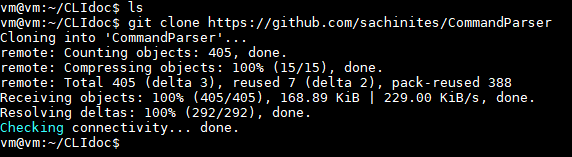 vm@vm:~/CLIdoc$ ls
vm@vm:~/CLIdoc$ git clone https://github.com/sachinites/CommandParser
Cloning into 'CommandParser'...
remote: Counting objects: 405, done.
remote: Compressing objects: 100% (15/15), done.
remote: Total 405 (delta 3), reused 7 (delta 2), pack-reused 388
Receiving objects: 100% (405/405), 168.89 KiB | 229.00 KiB/s, done.
Resolving deltas: 100% (292/292), done.
Checking connectivity... done.
vm@vm:~/CLIdoc$